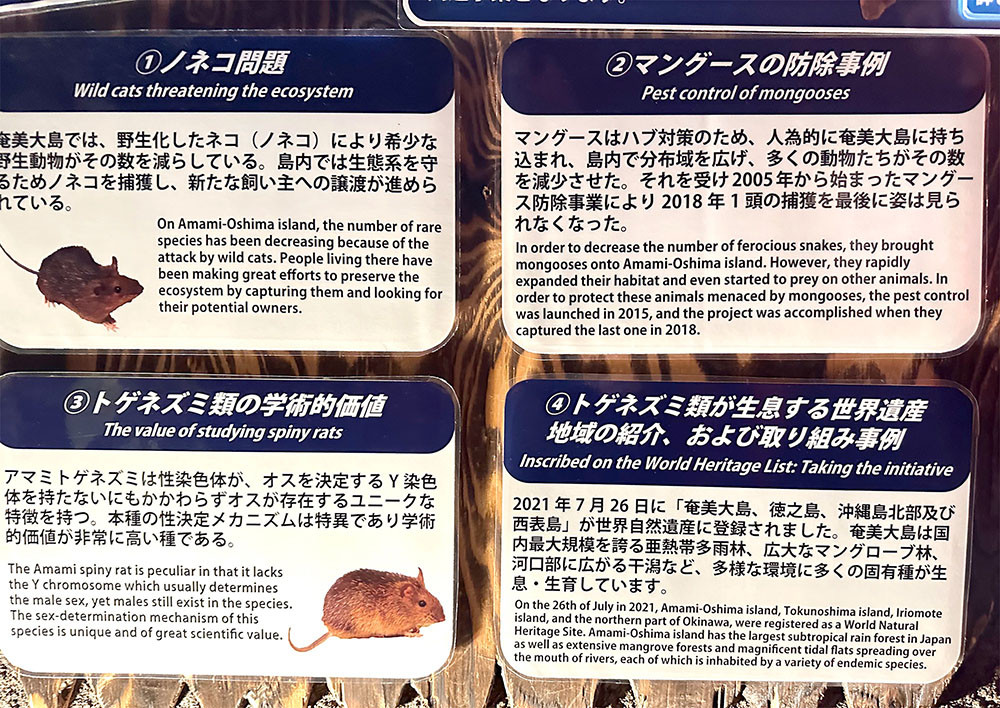 ①ノネコ問題
Wild cats threatening the ecosystem
奄美大島では、野生化したネコ（ノネコ）により希少な
野生動物がその数を減らしている。島内では生態系を守
るためノネコを捕獲し、新たな飼い主への譲渡が進めら
れている。
On Amami-Oshima island, the number of rare
species has been decreasing because of the
attack by wild cats. People living there have
been making great efforts to preserve the
ecosystem by capturing them and looking for
their potential owners.
②マングースの防除事例
Pest control of mongooses
マングースはハブ対策のため、人為的に奄美大島に持ち
込まれ、島内で分布域を広げ、多くの動物たちがその数
を減少させた。それを受け2005年から始まったマングー
ス防除事業により2018年1頭の捕獲を最後に姿は見ら
れなくなった。
In order to decrease the number of ferocious snakes, they brought
mongooses onto Amami-Oshima island. However, they rapidly
expanded their habitat and even started to prey on other animals. In
order to protect these animals menaced by mongooses, the pest control
was launched in 2015, and the project was accomplished when they
captured the last one in 2018.
③トゲネズミ類の学術的価値
The value of studying spiny rats
アマミトゲネズミは性染色体が、オスを決定するY染色
体を持たないにもかかわらずオスが存在するユニークな
特徴を持つ。本種の性決定メカニズムは特異であり学術
的価値が非常に高い種である。
The Amami spiny rat is peculiar in that it lacks
the Y chromosome which usually determines
the male sex, yet males still exist in the species.
The sex-determination mechanism of this
species is unique and of great scientific value.
④トゲネズミ類が生息する世界遺産
地域の紹介、および取り組み事例
Inscribed on the World Heritage List: Taking the initiative
2021年7月26日に「奄美大島、徳之島、沖縄島北部及び
西表島」が世界自然遺産に登録されました。奄美大島は国
内最大規模を誇る亜熱帯多雨林、広大なマングローブ林、
河口部に広がる干潟など、多様な環境に多くの固有種が生
息・生育しています。
On the 26th of July in 2021, Amami-Oshima island, Tokunoshima island, Iriomote
island, and the northern part of Okinawa, were registered as a World Natural
Heritage Site. Amami-Oshima island has the largest subtropical rain forest in Japan
as well as extensive mangrove forests and magnificent tidal flats spreading over
the mouth of rivers, each of which is inhabited by a variety of endemic species.